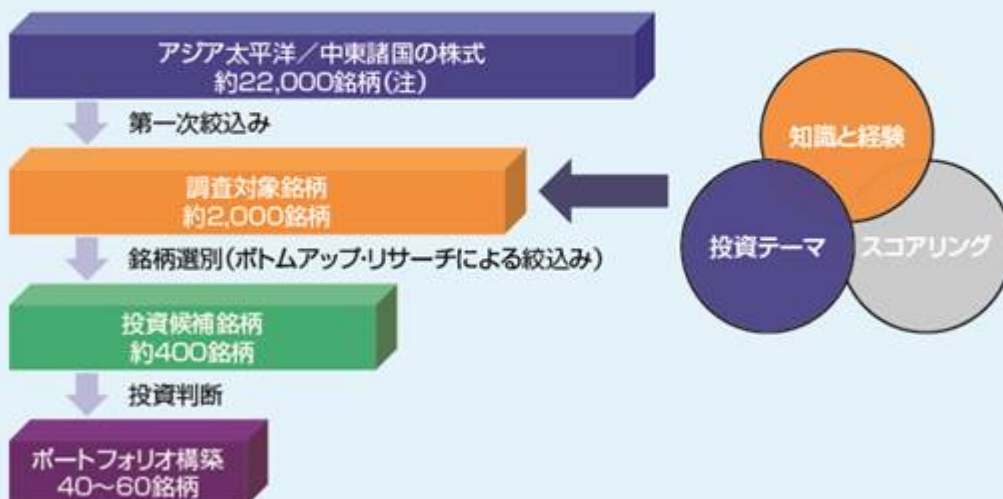 アジア太平洋／中東諸国の株式
約22,000銘柄(注)
第一次絞込み
調査対象銘柄
約2,000銘柄
銘柄選別(ボトムアップ・リサーチによる絞込み)
投資候補銘柄
約400銘柄
投資判断
ポートフォリオ構築
40〜60銘柄
知識と経験
投資テーマ
スコアリング